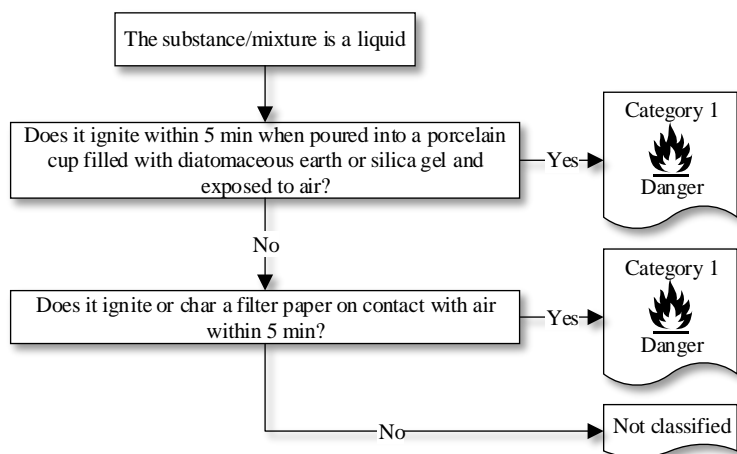 The substance/mixture is a liquid
Does it ignite within 5 min when poured into a porcelain
cup filled with diatomaceous earth or silica gel and
exposed to air?
Yes
Category 1
Danger
No
Does it ignite or char a filter paper on contact with air
within 5 min?
Yes
Category 1
Danger
No
Not classified